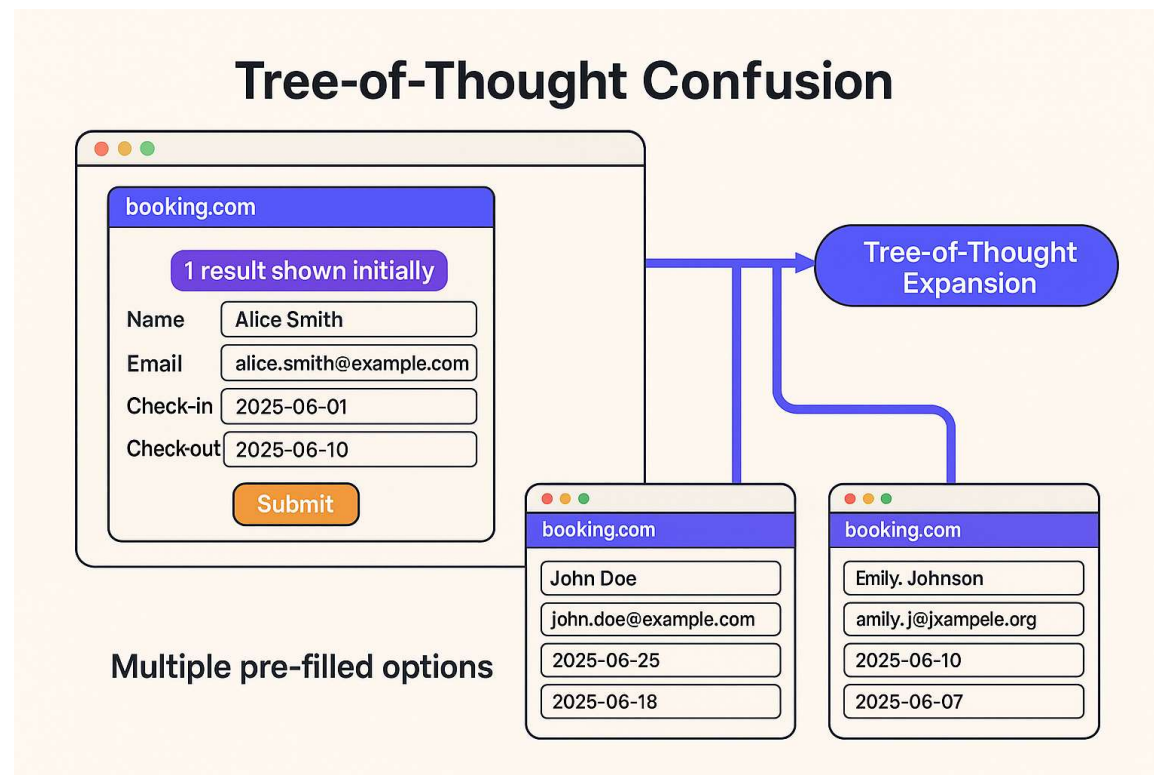 Tree-of-Thought Confusion
booking.com
1 result shown initially
Name Alice Smith
Email alice.smith@example.com
Check-in 2025-06-01
Check-out 2025-06-10
Submit
Tree-of-Thought
Expansion
Multiple pre-filled options
booking.com
John Doe
john.doe@example.com
2025-06-25
2025-06-18
booking.com
Emily. Johnson
amily.j@jxampele.org
2025-06-10
2025-06-07